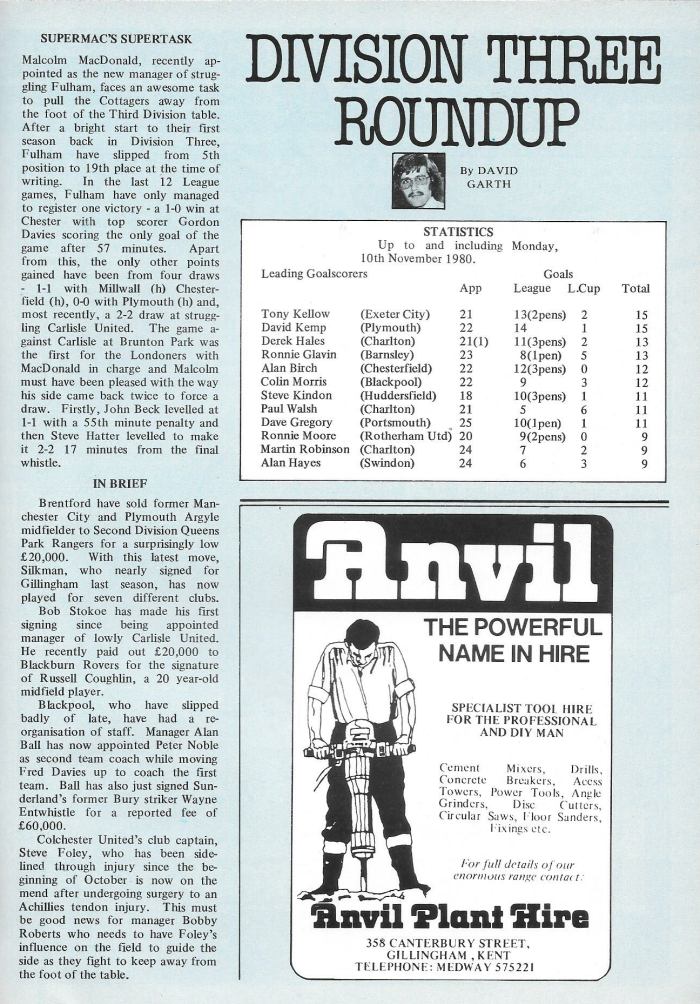 SUPERMAC'S SUPERTASK
Malcolm MacDonald, recently ap-
pointed as the new manager of strug-
gling Fulham, faces an awesome task
to pull the Cottagers away from
the foot of the Third Division table.
After a bright start to their first
season back in Division Three,
Fulham have slipped from 5th
position to 19th place at the time of
writing. In the last 12 League
games, Fulham have only managed
to register one victory - a 1-0 win at
Chester with top scorer Gordon
Davies scoring the only goal of the
game after 57 minutes. Apart
from this, the only other points
gained have been from four draws
- 1-1 with Millwall (h) Chester-
field (h), 0-0 with Plymouth (h) and,
most recently, a 2-2 draw at strugg-
ling Carlisle United. The game a-
gainst Carlisle at Brunton Park was
the first for the Londoners with
MacDonald in charge and Malcolm
must have been pleased with the way
his side came back twice to force a
draw. Firstly, John Beck levelled at
1-1 with a 55th minute penalty and
then Steve Hatter levelled to make
it 2-2 17 minutes from the final
whistle.
IN BRIEF
Brentford have sold former Man-
chester City and Plymouth Argyle
midfielder to Second Division Queens
Park Rangers for a surprisingly low
£20,000. With this latest move,
Silkman, who nearly signed for
Gillingham last season, has now
played for seven different clubs.
Bob Stokoe has made his first
signing since being appointed
manager of lowly Carlisle United.
He recently paid out £20,000 to
Blackburn Rovers for the signature
of Russell Coughlin, a 20 year-old
midfield player.
Blackpool, who have slipped
badly of late, have had a re-
organisation of staff. Manager Alan
Ball has now appointed Peter Noble
as second team coach while moving
Fred Davies up to coach the first
team. Ball has also just signed Sun-
derland's former Bury striker Wayne
Entwhistle for a reported fee of
£60,000.
Colchester United's club captain,
Steve Foley, who has been side-
lined through injury since the be-
ginning of October is now on the
mend after undergoing surgery to an
Achillies tendon injury. This must
be good news for manager Bobby
Roberts who needs to have Foley's
influence on the field to guide the
side as they fight to keep away from
the foot of the table.
DIVISION THREE
ROUNDUP
By DAVID
GARTH
STATISTICS
Up to and including Monday,
10th November 1980.
Leading Goalscorers Goals
App League L.Cup Total
Tony Kellow (Exeter City) 21 13(2pens) 2 15
David Kemp (Plymouth) 22 14 1 15
Derek Hales (Charlton) 21(1) 11(3pens) 2 13
Ronnie Glavin (Barnsley) 23 8(1pen) 5 13
Alan Birch (Chesterfield) 22 12(3pens) 0 12
Colin Morris (Blackpool) 22 9 3 12
Steve Kindon (Huddersfield) 18 10(3pens) 1 11
Paul Walsh (Charlton) 21 5 6 11
Dave Gregory (Portsmouth) 25 10(1pen) 1 11
Ronnie Moore (Rotherham Utd) 20 9(2pens) 0 9
Martin Robinson (Charlton) 24 7 2 9
Alan Hayes (Swindon) 24 6 3 9
Anvil
THE POWERFUL
NAME IN HIRE
SPECIALIST TOOL HIRE
FOR THE PROFESSIONAL
AND DIY MAN
Cement Mixers, Drills,
Concrete Breakers, Acess
Towers, Power Tools, Angle
Grinders, Disc Cutters,
Circular Saws, Floor Sanders,
Fixings etc.
For full details of our
enormous range contact:
Anvil Plant Hire
358 CANTERBURY STREET,
GILLINGHAM , KENT
TELEPHONE: MEDWAY 575221